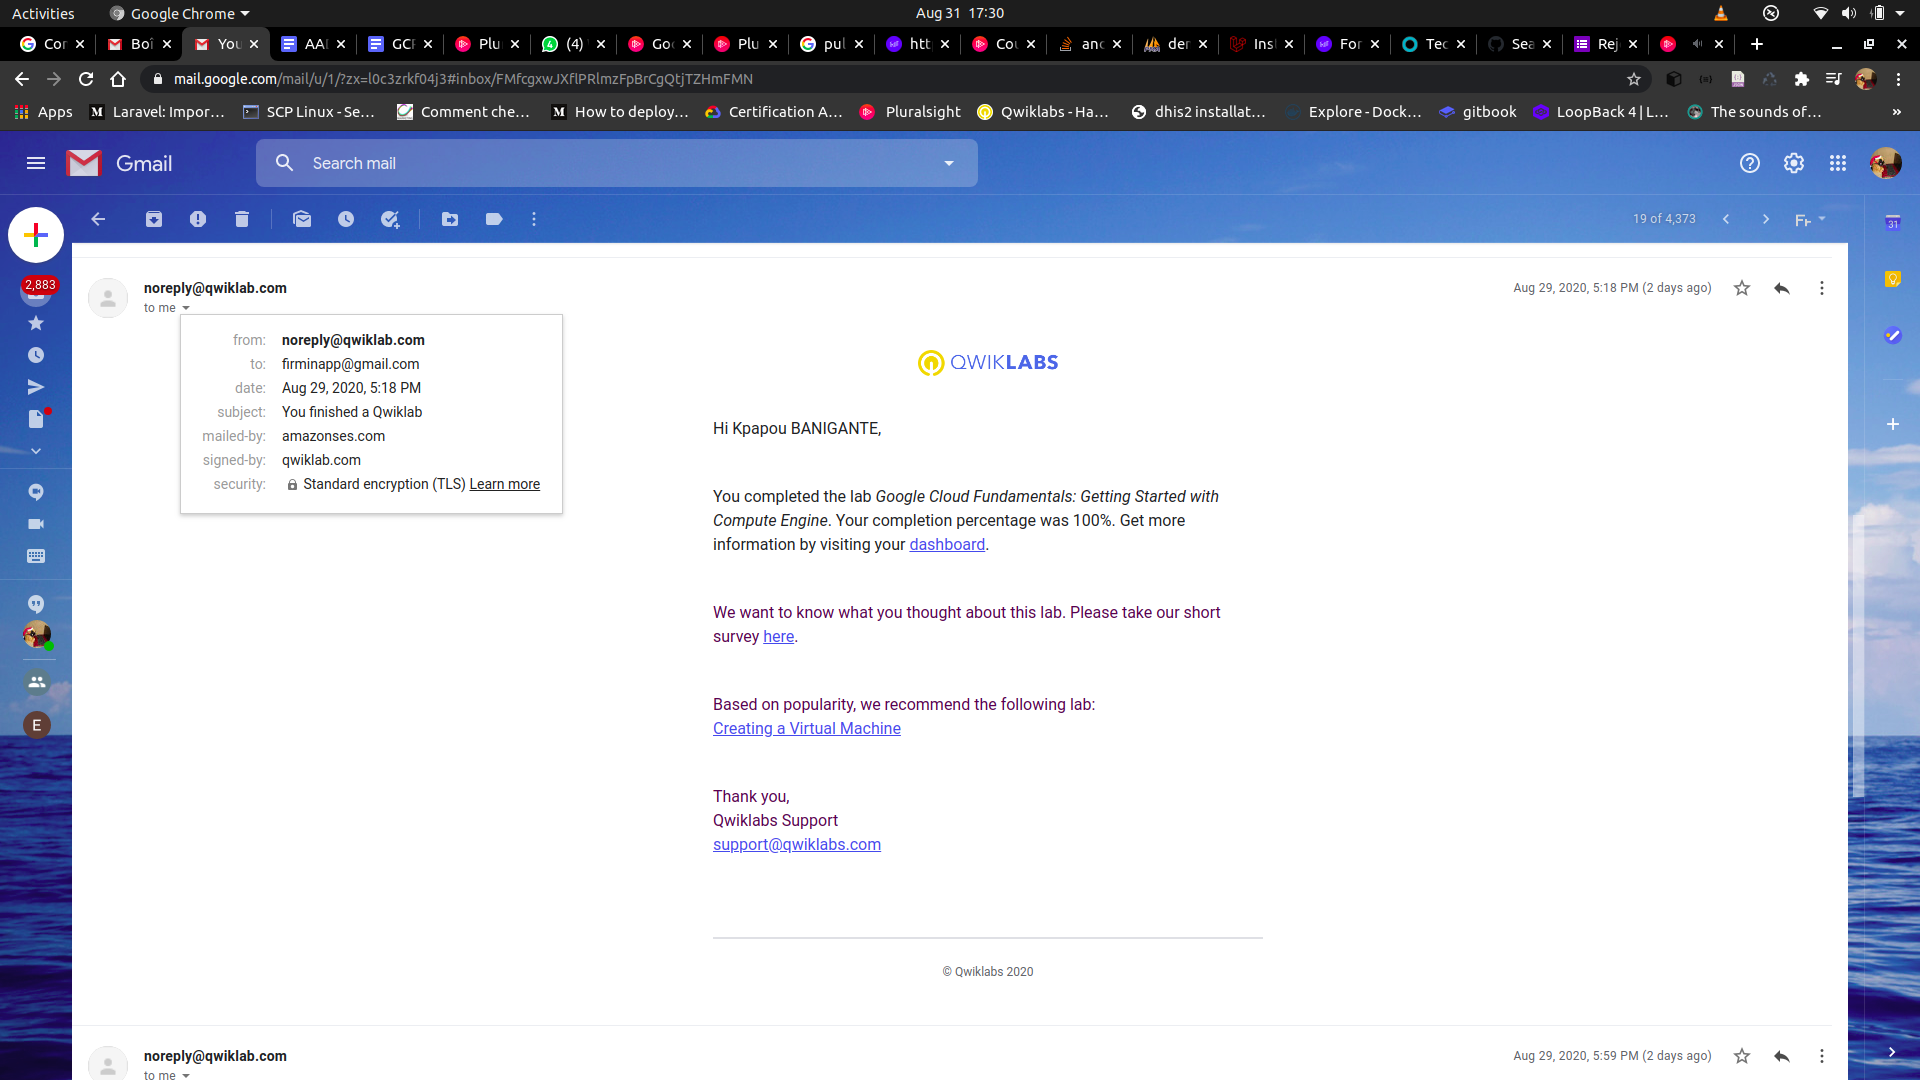 Activities
Google Chrome
Aug 31 17:30
Cor
Boî
You
AAI
GCP
Plu
(4)
Goo
Plu
pul
htt
Cou
and
der
Inst
For
Tec
Sea
Rej
mail.google.com/mail/u/1/?zx=l0c3zrkf04j3#inbox/FMfcgxwJXflPRlmzFpBrCgQtjTZHmFMN
Apps
Laravel: Impor...
SCP Linux - Se...
Comment che...
How to deploy...
Certification A...
Pluralsight
Qwiklabs - Ha...
dhis2 installat...
Explore - Dock...
gitbook
LoopBack 4 | L...
The sounds of...
»
Gmail
Search mail
19 of 4,373
31
2,883
noreply@qwiklab.com
Aug 29, 2020, 5:18 PM (2 days ago)
to me
from: noreply@qwiklab.com
to: firminapp@gmail.com
date: Aug 29, 2020, 5:18 PM
subject: You finished a Qwiklab
mailed-by: amazonses.com
signed-by: qwiklab.com
security: Standard encryption (TLS) Learn more
QWIKLABS
Hi Kpapou BANIGANTE,
You completed the lab Google Cloud Fundamentals: Getting Started with
Compute Engine. Your completion percentage was 100%. Get more
information by visiting your dashboard.
We want to know what you thought about this lab. Please take our short
survey here.
Based on popularity, we recommend the following lab:
Creating a Virtual Machine
Thank you,
Qwiklabs Support
support@qwiklabs.com
E
© Qwiklabs 2020
noreply@qwiklab.com
Aug 29, 2020, 5:59 PM (2 days ago)
to me